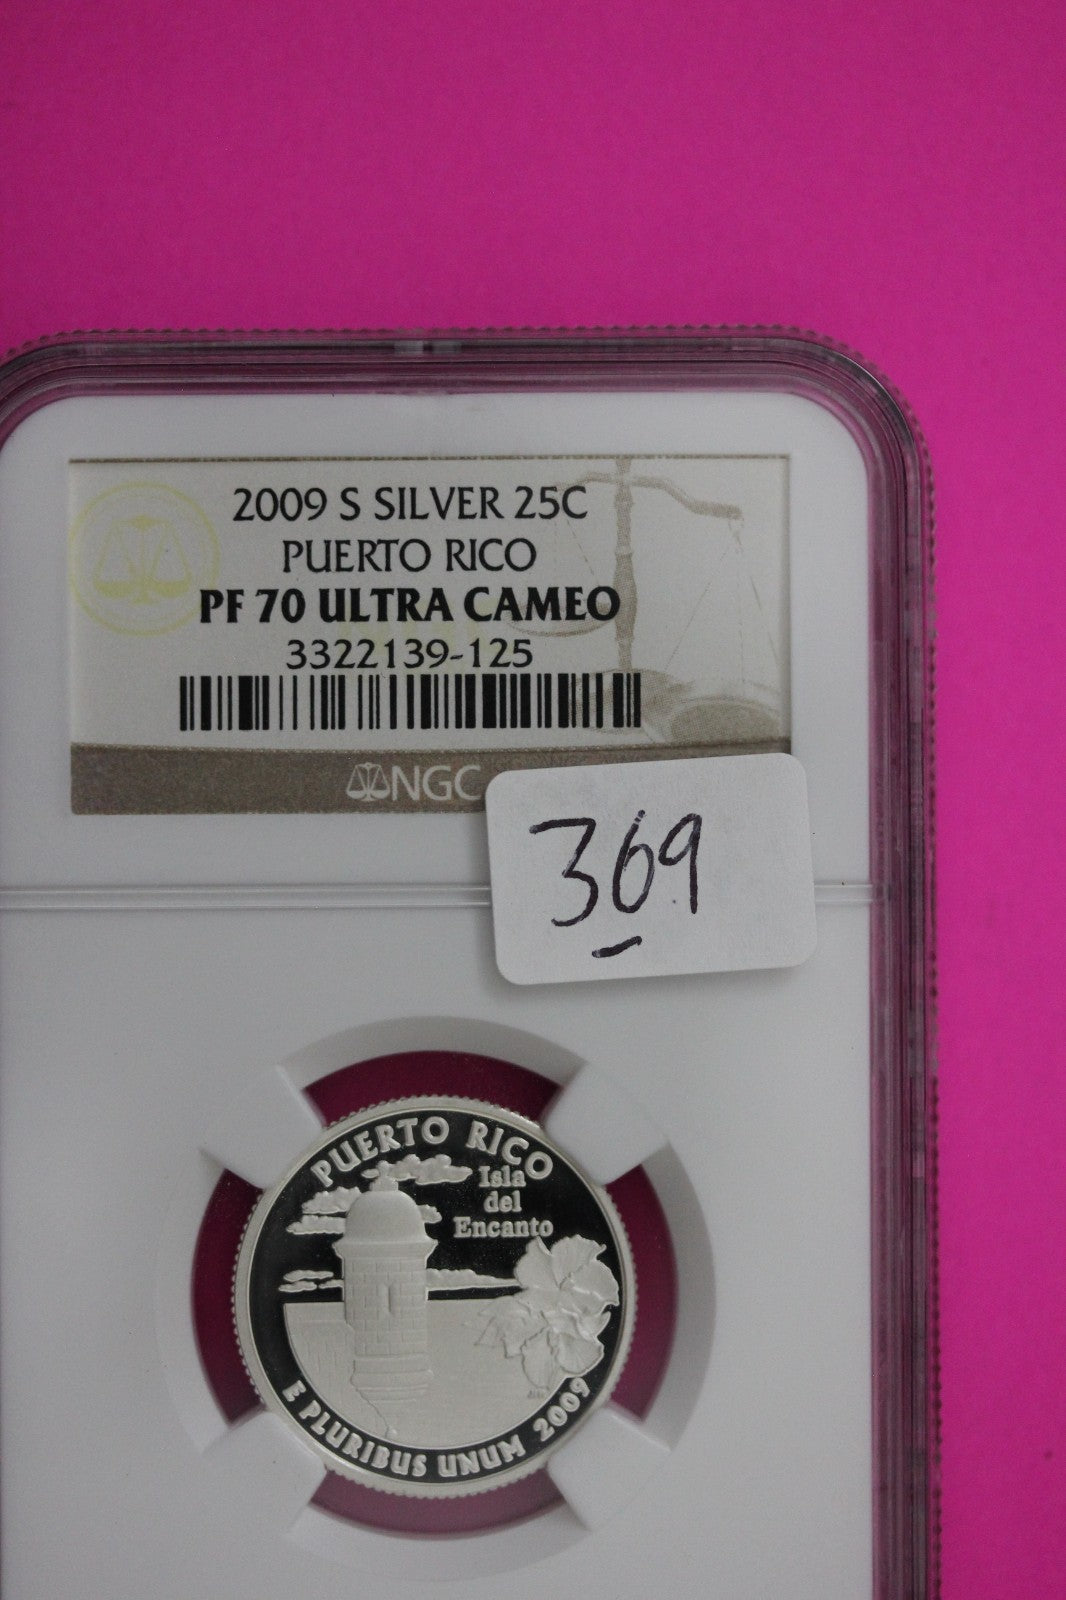 2009 S SILVER 25C
PUERTO RICO
PF 70 ULTRA CAMEO
3322139-125
NGC
369
PUERTO RICO
Isla
del
Encanto
E PLURIBUS UNUM 2009